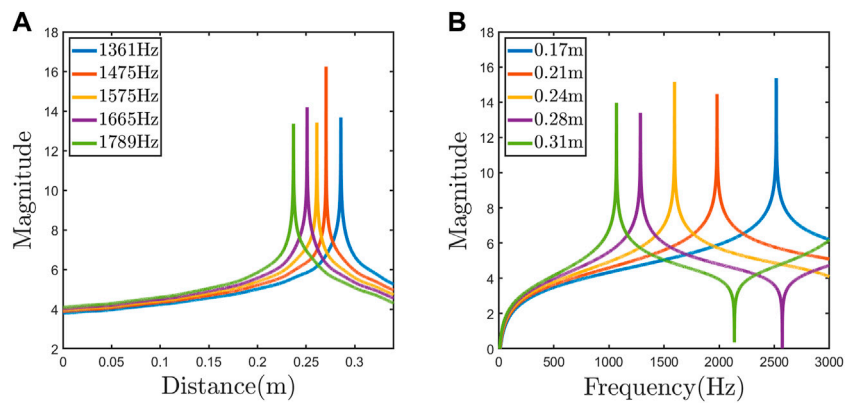 A
18
16
14
12
10
8
6
4
2
Magnitude
1361Hz
1475Hz
1575Hz
1665Hz
1789Hz
0 0.05 0.1 0.15 0.2 0.25 0.3
Distance(m)
B
18
16
14
12
10
8
6
4
2
0
Magnitude
0.17m
0.21m
0.24m
0.28m
0.31m
0 500 1000 1500 2000 2500 3000
Frequency(Hz)